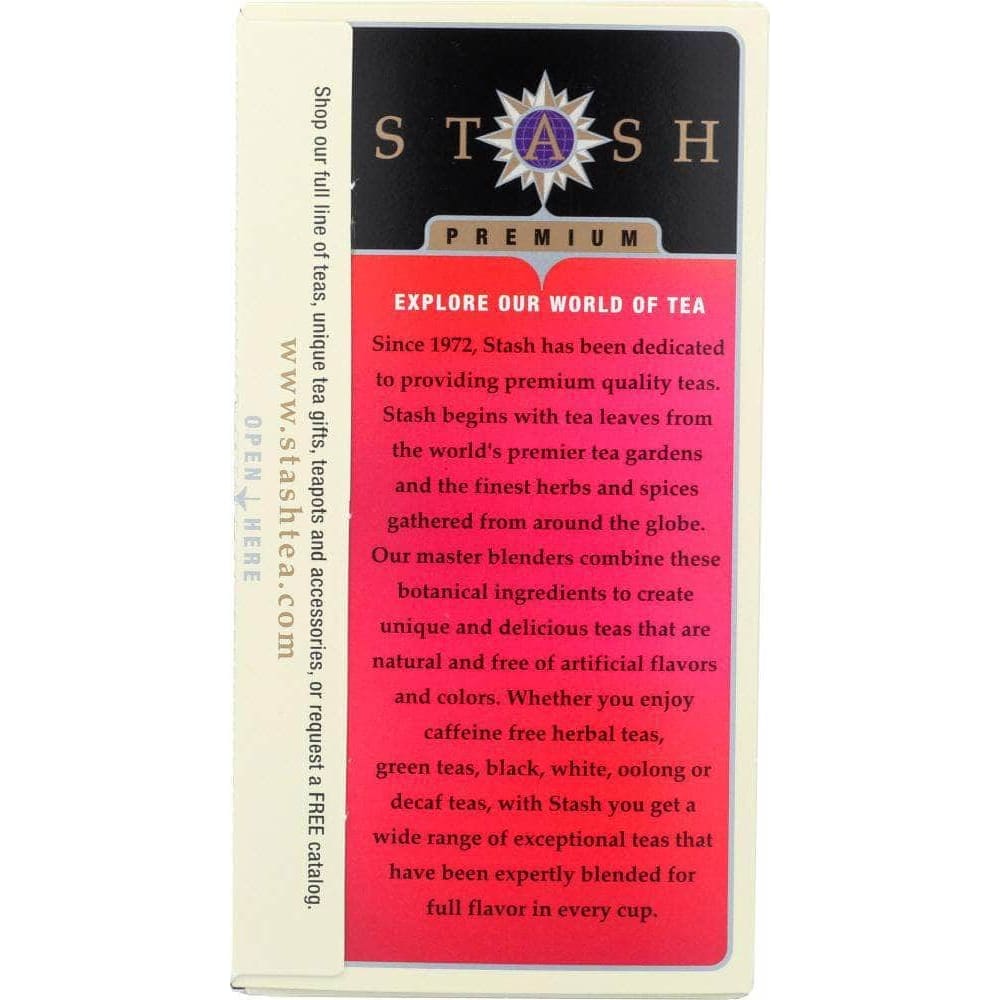 STASH
PREMIUM
EXPLORE OUR WORLD OF TEA
Since 1972, Stash has been dedicated
to providing premium quality teas.
Stash begins with tea leaves from
the world's premier tea gardens
and the finest herbs and spices
gathered from around the globe.
Our master blenders combine these
botanical ingredients to create
unique and delicious teas that are
natural and free of artificial flavors
and colors. Whether you enjoy
caffeine free herbal teas,
green teas, black, white, oolong or
decaf teas, with Stash you get a
wide range of exceptional teas that
have been expertly blended for
full flavor in every cup.
Shop our full line of teas, unique tea gifts, teapots and accessories, or request a FREE catalog.
www.stashtea.com
OPEN HERE